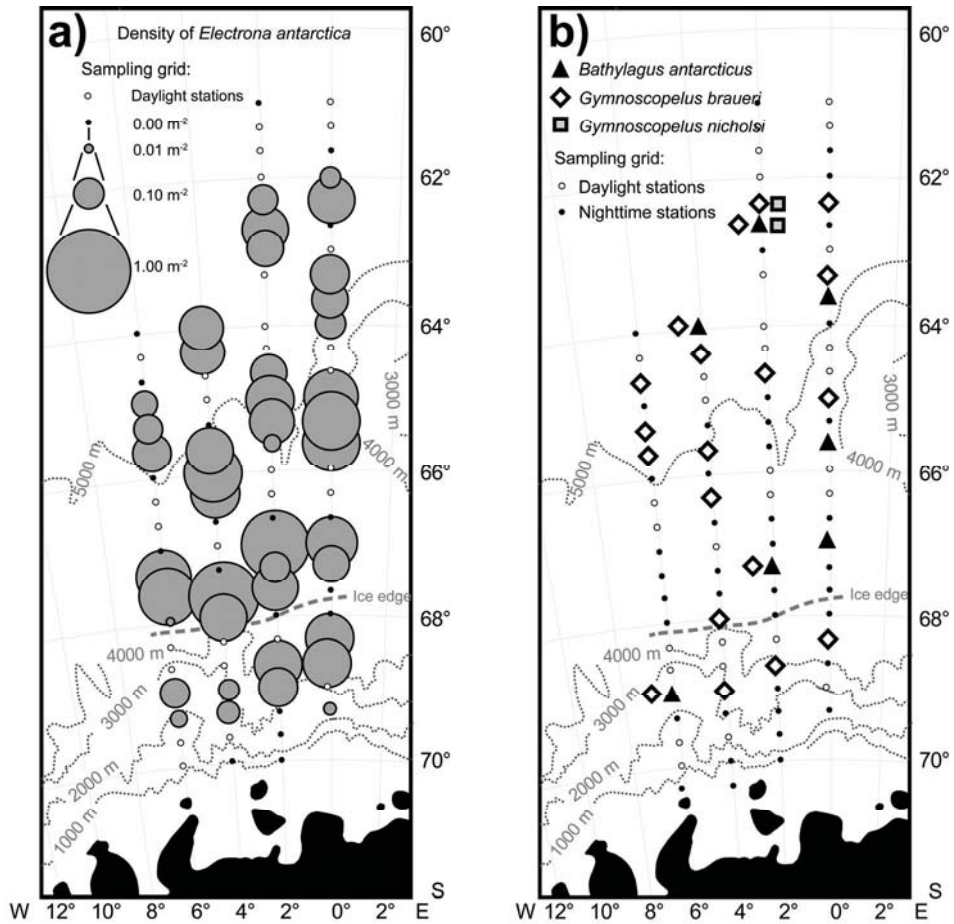 a)
Density of Electrona antarctica
Sampling grid:
Daylight stations
0.00 m-2
0.01 m-2
0.10 m-2
1.00 m-2
60°
62°
64°
66°
68°
70°
S
3000 m
4000 m
5000 m
Ice edge
4000 m
3000 m
2000 m
1000 m
W 12° 10° 8° 6° 4° 2° 0° 2° E
b)
Bathylagus antarcticus
Gymnoscopelus braueri
Gymnoscopelus nicholsi
Sampling grid:
Daylight stations
Nighttime stations
60°
62°
64°
66°
68°
70°
S
3000 m
4000 m
5000 m
Ice edge
4000 m
3000 m
2000 m
1000 m
W 12° 10° 8° 6° 4° 2° 0° 2° E